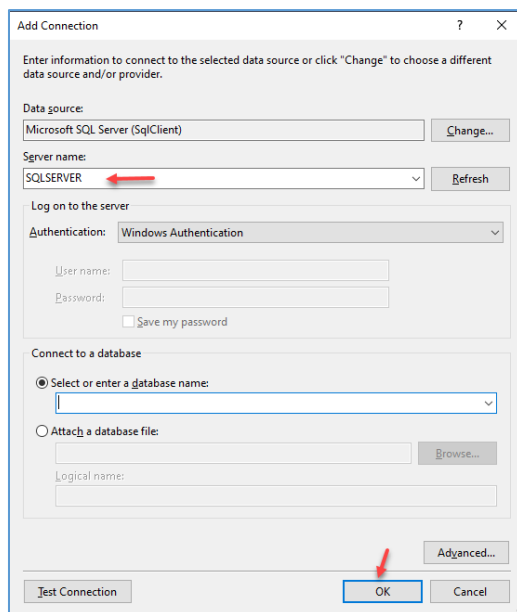 Add Connection ? ×
Enter information to connect to the selected data source or click "Change" to choose a different
data source and/or provider.
Data source:
Microsoft SQL Server (SqlClient) Change...
Server name:
SQLSERVER Refresh
Log on to the server
Authentication: Windows Authentication
User name:
Password:
Save my password
Connect to a database
Select or enter a database name:
Attach a database file:
Browse...
Logical name:
Advanced...
Test Connection OK Cancel